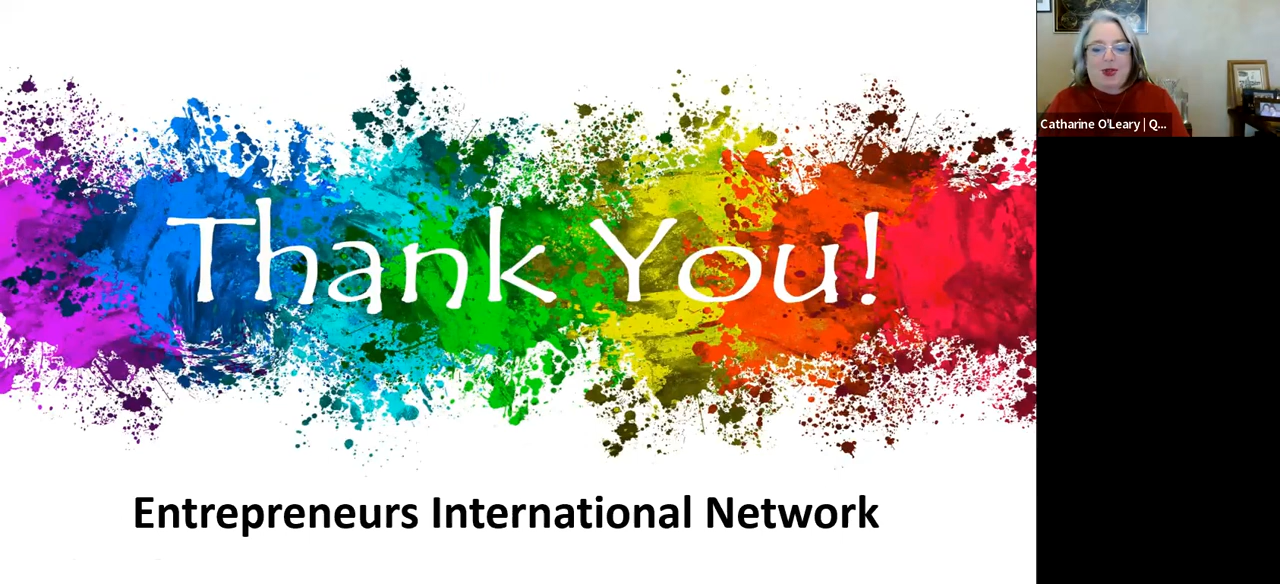 Thank You!
Entrepreneurs International Network
Catharine O'Leary | Q...